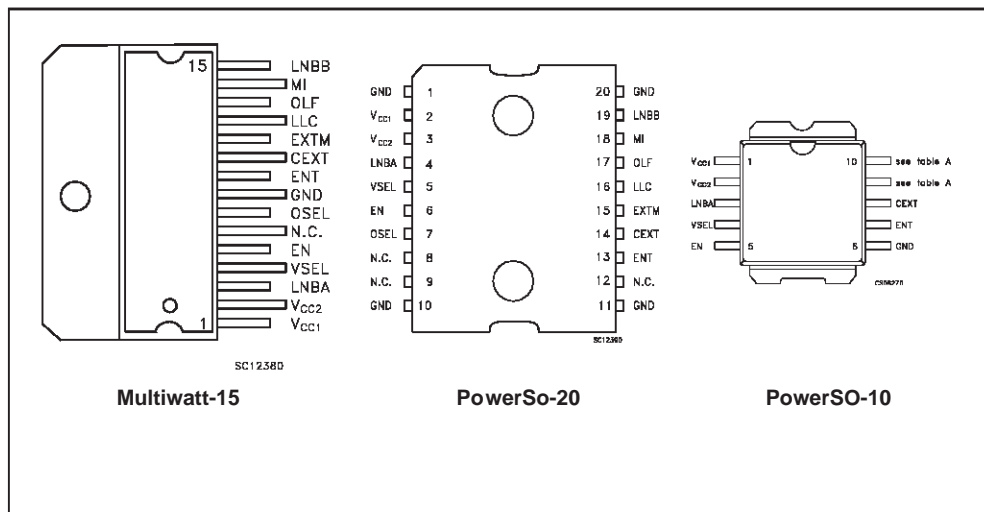 15 LNBB
MI
OLF
LLC
EXTM
CEXT
ENT
GND
OSEL
N.C.
EN
VSEL
LNBA
VCC2
1 VCC1
SC12380
Multiwatt-15
GND 1 20 GND
VCC1 2 19 LNBB
VCC2 3 18 MI
LNBA 4 17 OLF
VSEL 5 16 LLC
EN 6 15 EXTM
OSEL 7 14 CEXT
N.C. 8 13 ENT
N.C. 9 12 N.C.
GND 10 11 GND
PowerSo-20
VCC1 1 10 see table A
VCC2 see table A
LNBA CEXT
VSEL ENT
EN 5 6 GND
PowerSO-10